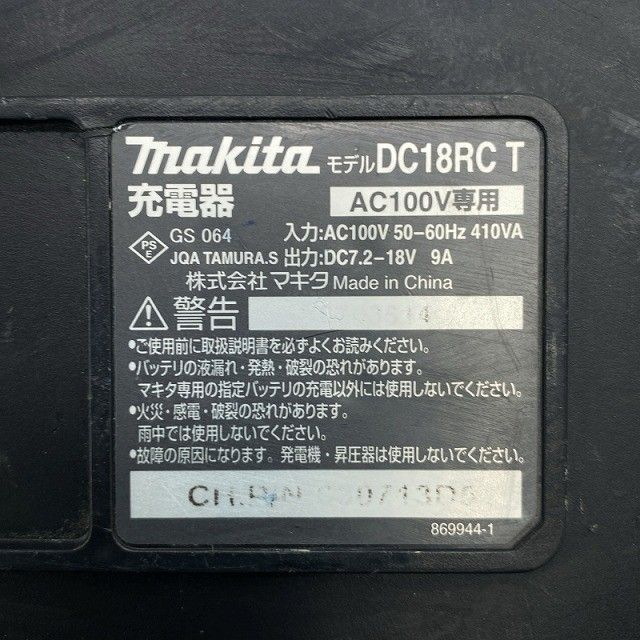 makita モデルDC18RC T
充電器 AC100V専用
PS E GS 064 入力:AC100V 50-60Hz 410VA
JQA TAMURA.S 出力:DC7.2-18V 9A
株式会社マキタ Made in China
警告
•ご使用前に取扱説明書を必ずよくお読みください。
•バッテリの液漏れ・発熱・破裂の恐れがあります。
マキタ専用の指定バッテリの充電以外には使用しないでください。
•火災・感電・破裂の恐れがあります。
雨中では使用しないでください。
•故障の原因になります。発電機・昇圧器は使用しないでください。
869944-1